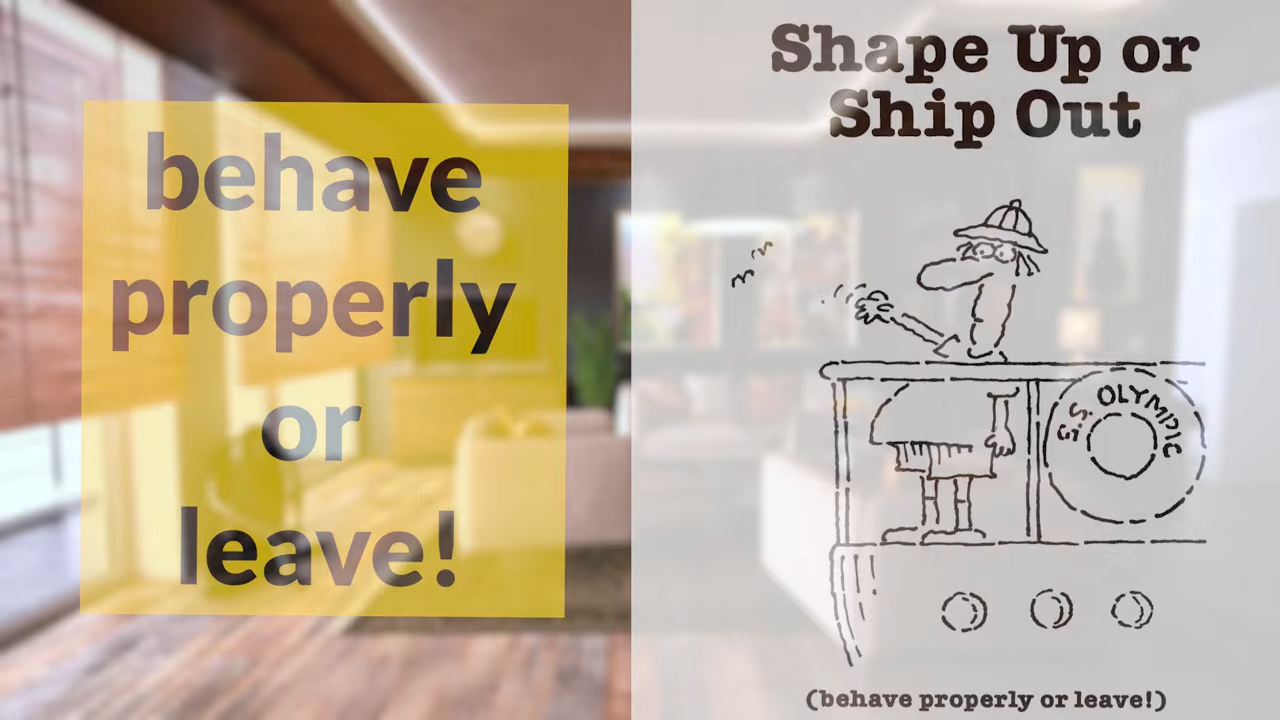 behave
properly
or
leave!
Shape Up or
Ship Out
S.S. OLYMPIC
(behave properly or leave!)